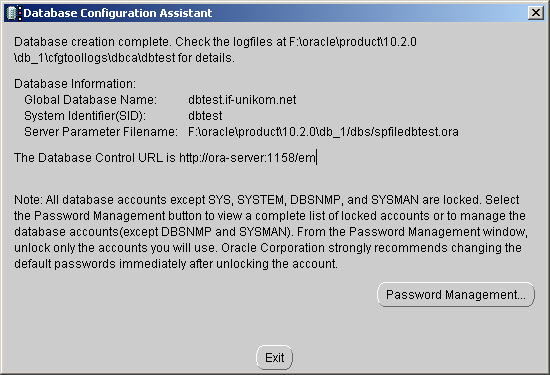 Database Configuration Assistant
Database creation complete. Check the logfiles at F:\oracle\product\10.2.0
\db_1\cfgtoollogs\dbca\dbtest for details.
Database Information:
Global Database Name: dbtest.if-unikom.net
System Identifier(SID): dbtest
Server Parameter Filename: F:\oracle\product\10.2.0\db_1/dbs/spfiledbtest.ora
The Database Control URL is http://ora-server:1158/em
Note: All database accounts except SYS, SYSTEM, DBSNMP, and SYSMAN are locked. Select
the Password Management button to view a complete list of locked accounts or to manage the
database accounts(except DBSNMP and SYSMAN). From the Password Management window,
unlock only the accounts you will use. Oracle Corporation strongly recommends changing the
default passwords immediately after unlocking the account.
Password Management...
Exit